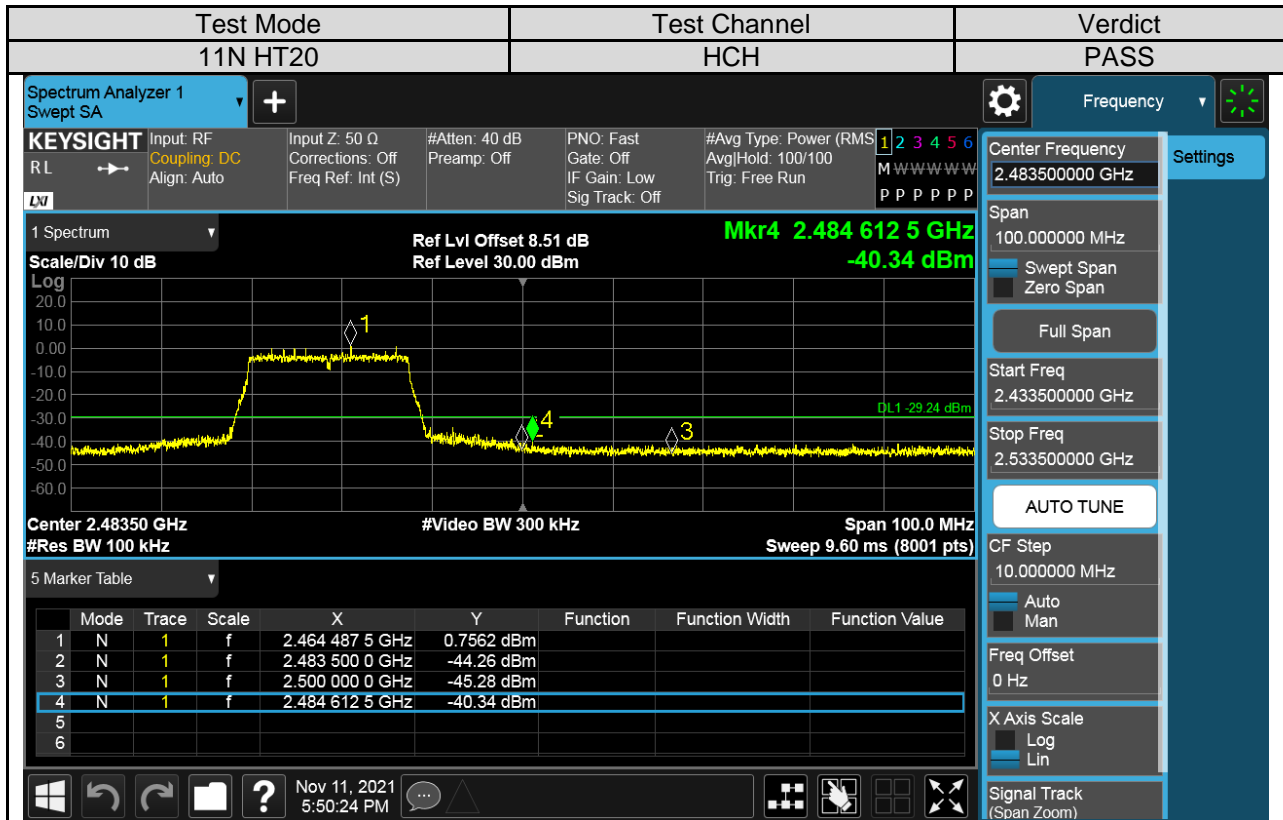 Test Mode Test Channel Verdict
11N HT20 HCH PASS
Spectrum Analyzer 1
Swept SA
+
Frequency
KEYSIGHT Input: RF Input Z: 50 Ω #Atten: 40 dB PNO: Fast #Avg Type: Power (RMS 1 2 3 4 5 6
RL Coupling: DC Corrections: Off Preamp: Off Gate: Off Avg|Hold: 100/100 M W W W W W
Align: Auto Freq Ref: Int (S) IF Gain: Low Trig: Free Run
LXI Sig Track: Off P P P P P P
1 Spectrum
Ref Lvl Offset 8.51 dB
Mkr4 2.484 612 5 GHz
Scale/Div 10 dB Ref Level 30.00 dBm -40.34 dBm
Log
20.0
10.0
0.00
-10.0
-20.0
-30.0
-40.0
-50.0
-60.0
1
4
3
DL1 -29.24 dBm
Center 2.48350 GHz #Video BW 300 kHz Span 100.0 MHz
#Res BW 100 kHz Sweep 9.60 ms (8001 pts)
5 Marker Table
Mode Trace Scale X Y Function Function Width Function Value
1 N 1 f 2.464 487 5 GHz 0.7562 dBm
2 N 1 f 2.483 500 0 GHz -44.26 dBm
3 N 1 f 2.500 000 0 GHz -45.28 dBm
4 N 1 f 2.484 612 5 GHz -40.34 dBm
5
6
? Nov 11, 2021
5:50:24 PM
Center Frequency
2.483500000 GHz
Settings
Span
100.000000 MHz
Swept Span
Zero Span
Full Span
Start Freq
2.433500000 GHz
Stop Freq
2.533500000 GHz
AUTO TUNE
CF Step
10.000000 MHz
Auto
Man
Freq Offset
0 Hz
X Axis Scale
Log
Lin
Signal Track
(Span Zoom)